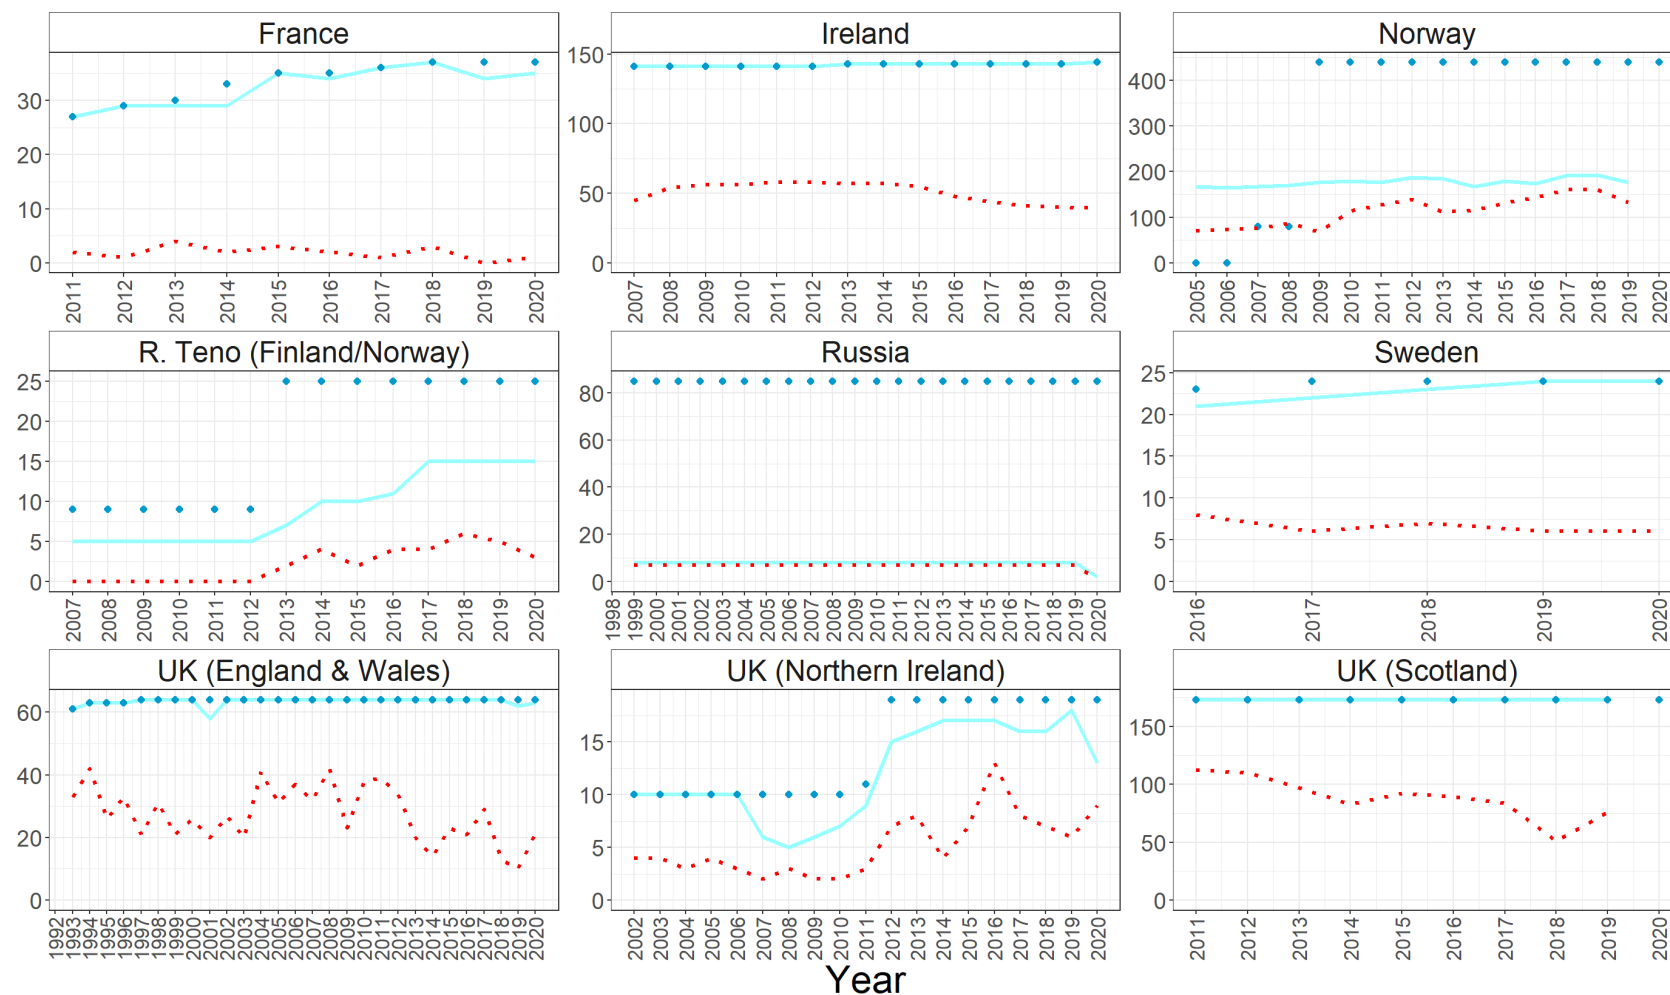 France
Ireland
Norway
30
20
10
0
150
100
50
0
400
300
200
100
0
2011 2012 2013 2014 2015 2016 2017 2018 2019 2020
2007 2008 2009 2010 2011 2012 2013 2014 2015 2016 2017 2018 2019 2020
2005 2006 2007 2008 2009 2010 2011 2012 2013 2014 2015 2016 2017 2018 2019 2020
R. Teno (Finland/Norway)
Russia
Sweden
25
20
15
10
5
0
80
60
40
20
0
25
20
15
10
5
0
2007 2008 2009 2010 2011 2012 2013 2014 2015 2016 2017 2018 2019 2020
1998 1999 2000 2001 2002 2003 2004 2005 2006 2007 2008 2009 2010 2011 2012 2013 2014 2015 2016 2017 2018 2019 2020
2016 2017 2018 2019 2020
UK (England & Wales)
UK (Northern Ireland)
UK (Scotland)
60
40
20
0
15
10
5
0
150
100
50
0
1992 1993 1994 1995 1996 1997 1998 1999 2000 2001 2002 2003 2004 2005 2006 2007 2008 2009 2010 2011 2012 2013 2014 2015 2016 2017 2018 2019 2020
2002 2003 2004 2005 2006 2007 2008 2009 2010 2011 2012 2013 2014 2015 2016 2017 2018 2019 2020
2011 2012 2013 2014 2015 2016 2017 2018 2019 2020
Year